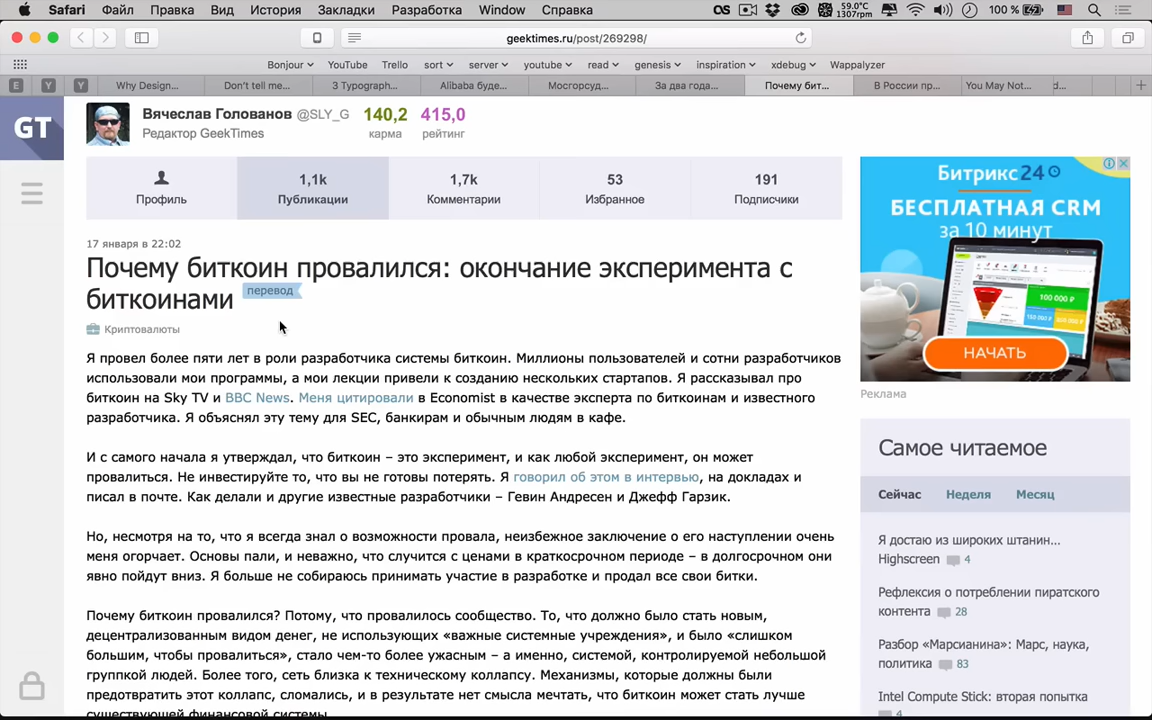 Safari Файл Правка Вид История Закладки Разработка Window Справка 59.0°C 1307rpm 100 %
geektimes.ru/post/269298/
Bonjour YouTube Trello sort server youtube read genesis inspiration xdebug Wappalyzer
E Y Y Why Design... Don't tell me... 3 Typograph... Alibaba буде... Мосгорсуд... За два года... Почему бит... В России пр... You May Not... d...
GT
Вячеслав Голованов @SLY_G
Редактор GeekTimes
140,2
карма
415,0
рейтинг
Профиль
1,1k
Публикации
1,7k
Комментарии
53
Избранное
191
Подписчики
17 января в 22:02
Почему биткоин провалился: окончание эксперимента с
биткоинами перевод
Криптовалюты
Я провел более пяти лет в роли разработчика системы биткоин. Миллионы пользователей и сотни разработчиков
использовали мои программы, а мои лекции привели к созданию нескольких стартапов. Я рассказывал про
биткоин на Sky TV и BBC News. Меня цитировали в Economist в качестве эксперта по биткоинам и известного
разработчика. Я объяснял эту тему для SEC, банкирам и обычным людям в кафе.
И с самого начала я утверждал, что биткоин – это эксперимент, и как любой эксперимент, он может
провалиться. Не инвестируйте то, что вы не готовы потерять. Я говорил об этом в интервью, на докладах и
писал в почте. Как делали и другие известные разработчики – Гевин Андресен и Джефф Гарзик.
Но, несмотря на то, что я всегда знал о возможности провала, неизбежное заключение о его наступлении очень
меня огорчает. Основы пали, и неважно, что случится с ценами в краткосрочном периоде – в долгосрочном они
явно пойдут вниз. Я больше не собираюсь принимать участие в разработке и продал все свои битки.
Почему биткоин провалился? Потому, что провалилось сообщество. То, что должно было стать новым,
децентрализованным видом денег, не использующих «важные системные учреждения», и было «слишком
большим, чтобы провалиться», стало чем-то более ужасным – а именно, системой, контролируемой небольшой
группкой людей. Более того, сеть близка к техническому коллапсу. Механизмы, которые должны были
предотвратить этот коллапс, сломались, и в результате нет смысла мечтать, что биткоин может стать лучше
существующей финансовой системы.
Битрикс24
БЕСПЛАТНАЯ CRM
за 10 минут
100 000 ₽
НАЧАТЬ
Реклама
Самое читаемое
Сейчас Неделя Месяц
Я достаю из широких штанин...
Highscreen 4
Рефлексия о потреблении пиратского
контента 28
Разбор «Марсианина»: Марс, наука,
политика 83
Intel Compute Stick: вторая попытка
4